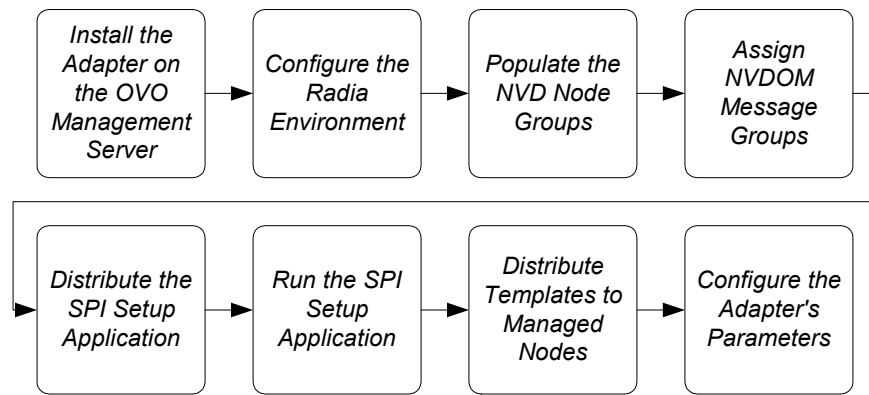 Install the
Adapter on
the OVO
Management
Server
Configure the
Radia
Environment
Populate the
NVD Node
Groups
Assign
NVDOM
Message
Groups
Distribute the
SPI Setup
Application
Run the SPI
Setup
Application
Distribute
Templates to
Managed
Nodes
Configure the
Adapter's
Parameters